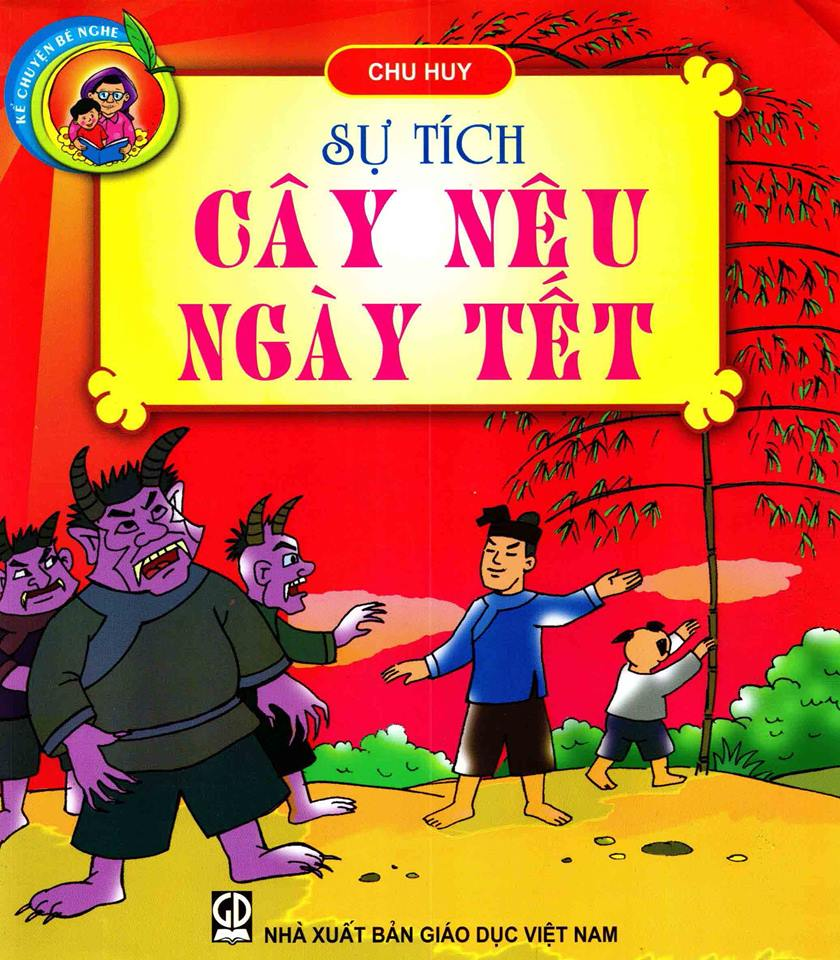 KỂ CHUYỆN BÉ NGHE
CHU HUY
SỰ TÍCH
CÂY NÊU
NGÀY TẾT
GD
NHÀ XUẤT BẢN GIÁO DỤC VIỆT NAM